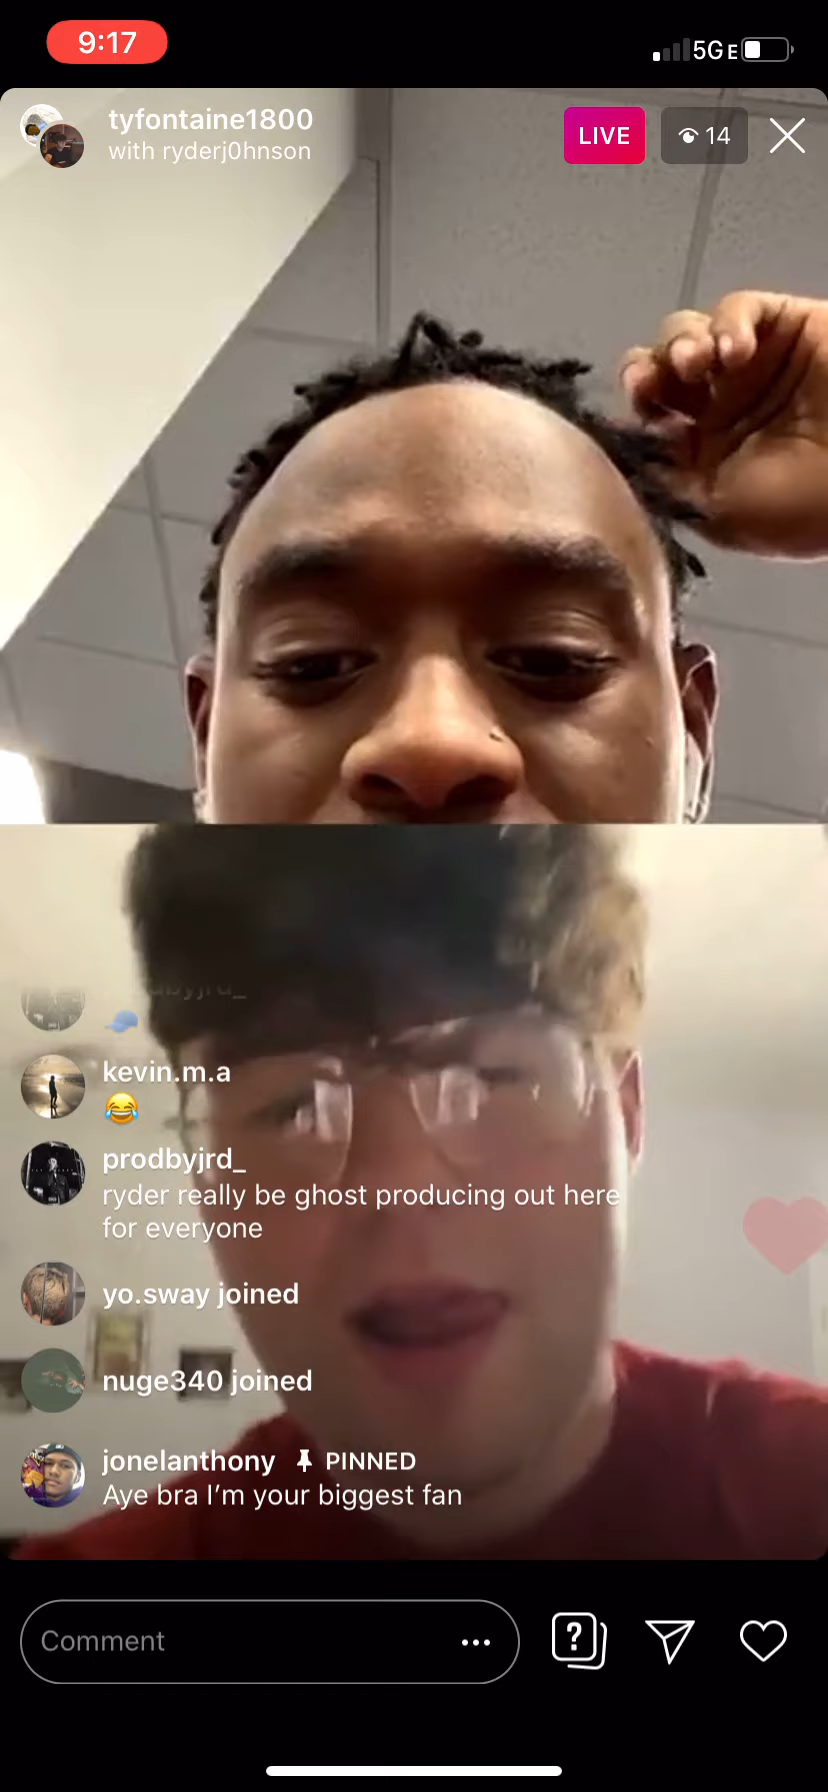 9:17
5GE
tyfontaine1800
with ryderj0hnson
LIVE
14
kevin.m.a
😂
prodbyjrd_
ryder really be ghost producing out here
for everyone
yo.sway joined
nuge340 joined
jonelanthony PINNED
Aye bra I'm your biggest fan
Comment